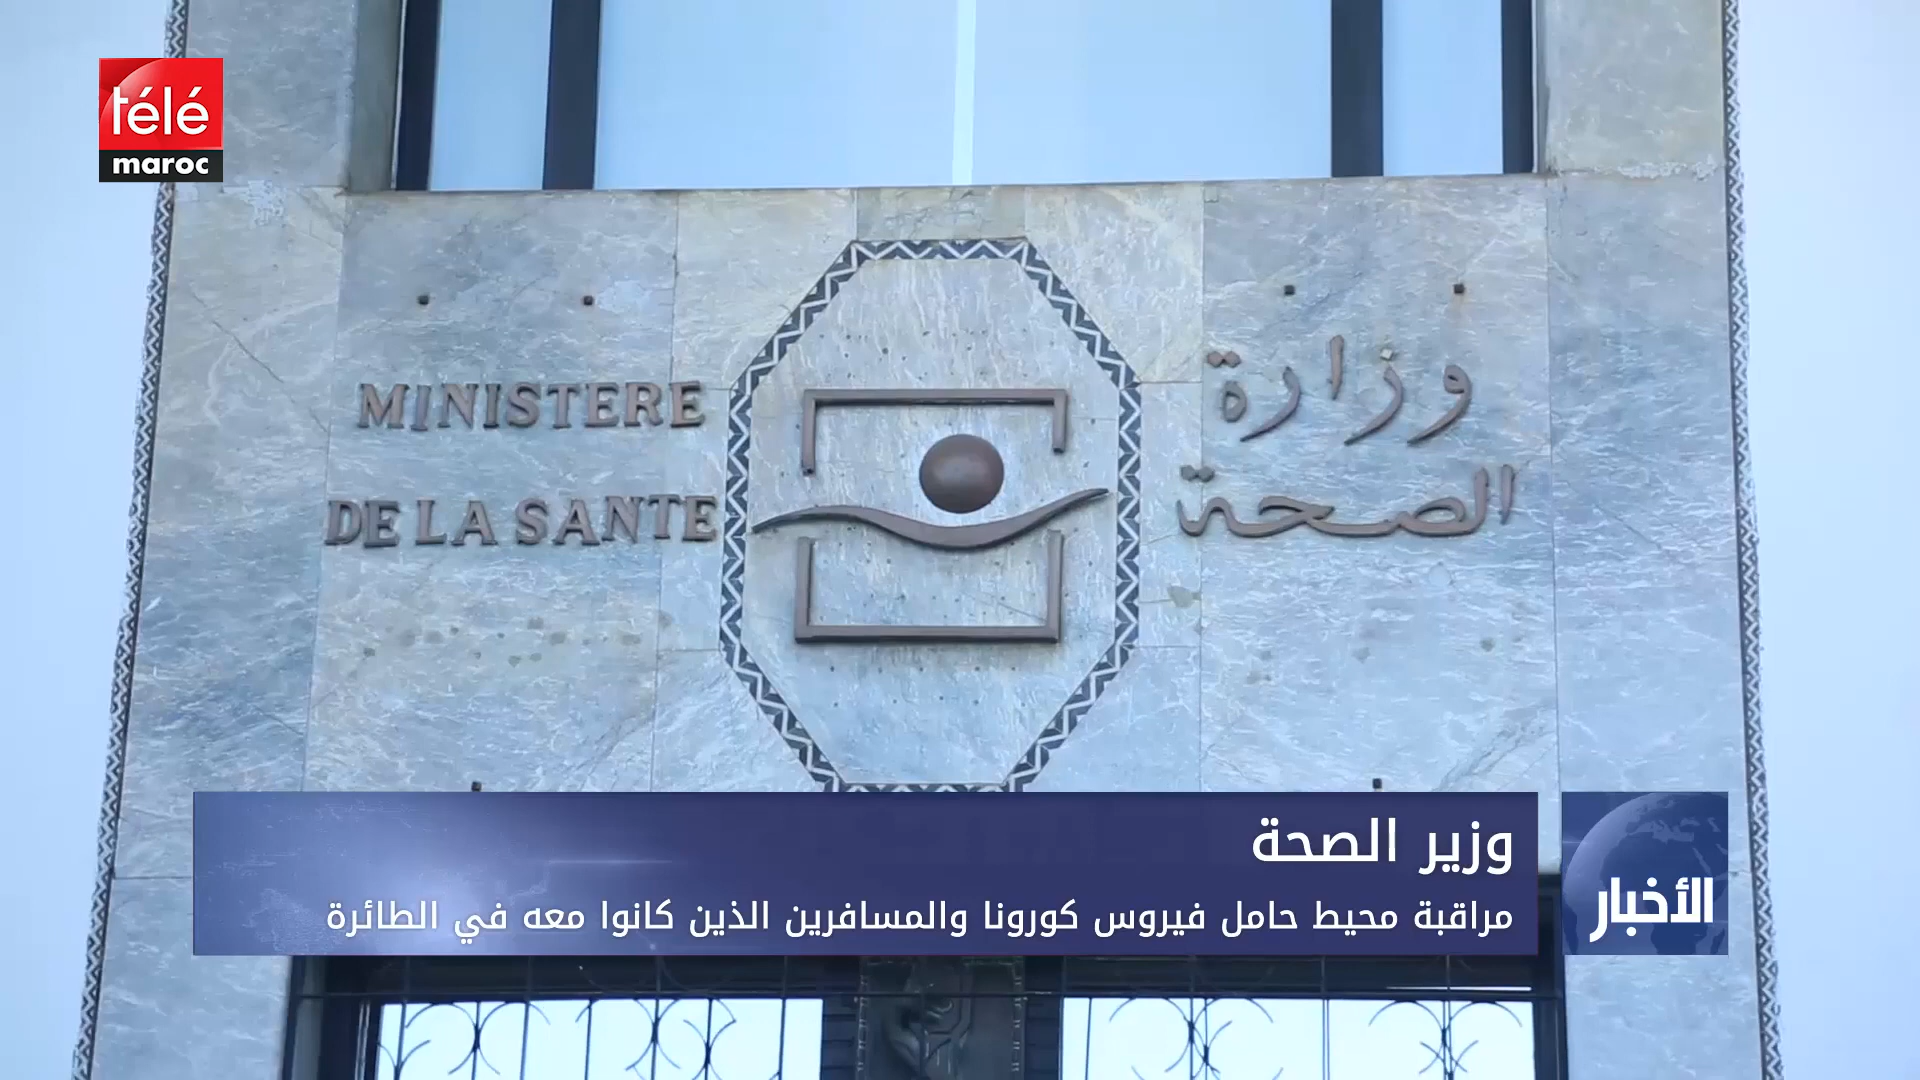 télé
maroc
MINISTERE
DE LA SANTE
وزارة
الصحة
وزير الصحة
مراقبة محيط حامل فيروس كورونا والمسافرين الذين كانوا معه في الطائرة
الأخبار